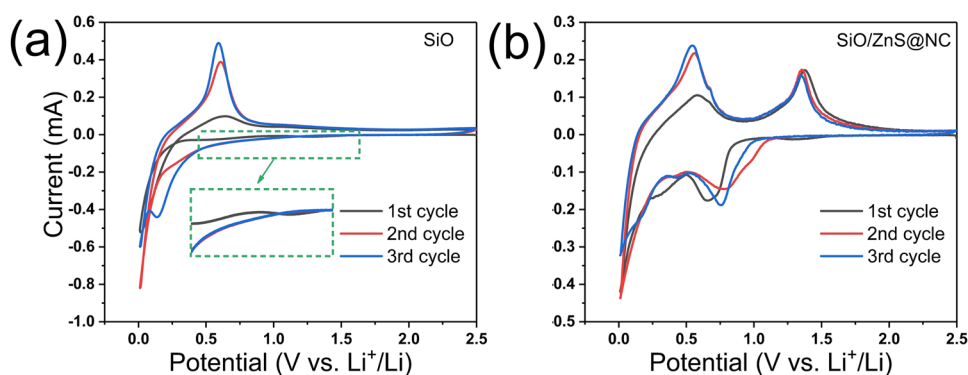 (a)
SiO
0.6
0.4
0.2
0.0
-0.2
-0.4
-0.6
-0.8
-1.0
Current (mA)
1st cycle
2nd cycle
3rd cycle
0.0 0.5 1.0 1.5 2.0 2.5
Potential (V vs. Li⁺/Li)
(b)
SiO/ZnS@NC
0.3
0.2
0.1
0.0
0.1
0.2
0.3
0.4
0.5
1st cycle
2nd cycle
3rd cycle
0.0 0.5 1.0 1.5 2.0 2.5
Potential (V vs. Li⁺/Li)